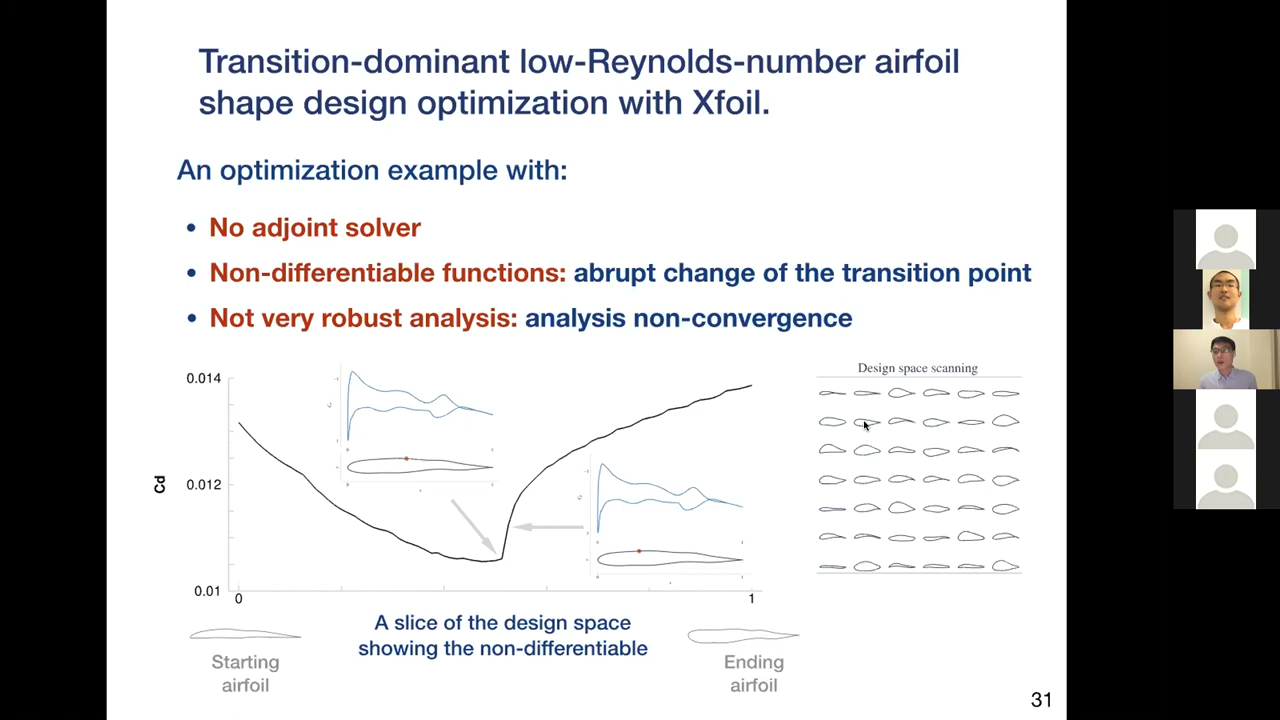 Transition-dominant low-Reynolds-number airfoil
shape design optimization with Xfoil.
An optimization example with:
• No adjoint solver
• Non-differentiable functions: abrupt change of the transition point
• Not very robust analysis: analysis non-convergence
0.014
0.012
0.01
Cd
0
1
Design space scanning
A slice of the design space
showing the non-differentiable
Starting
airfoil
Ending
airfoil
31